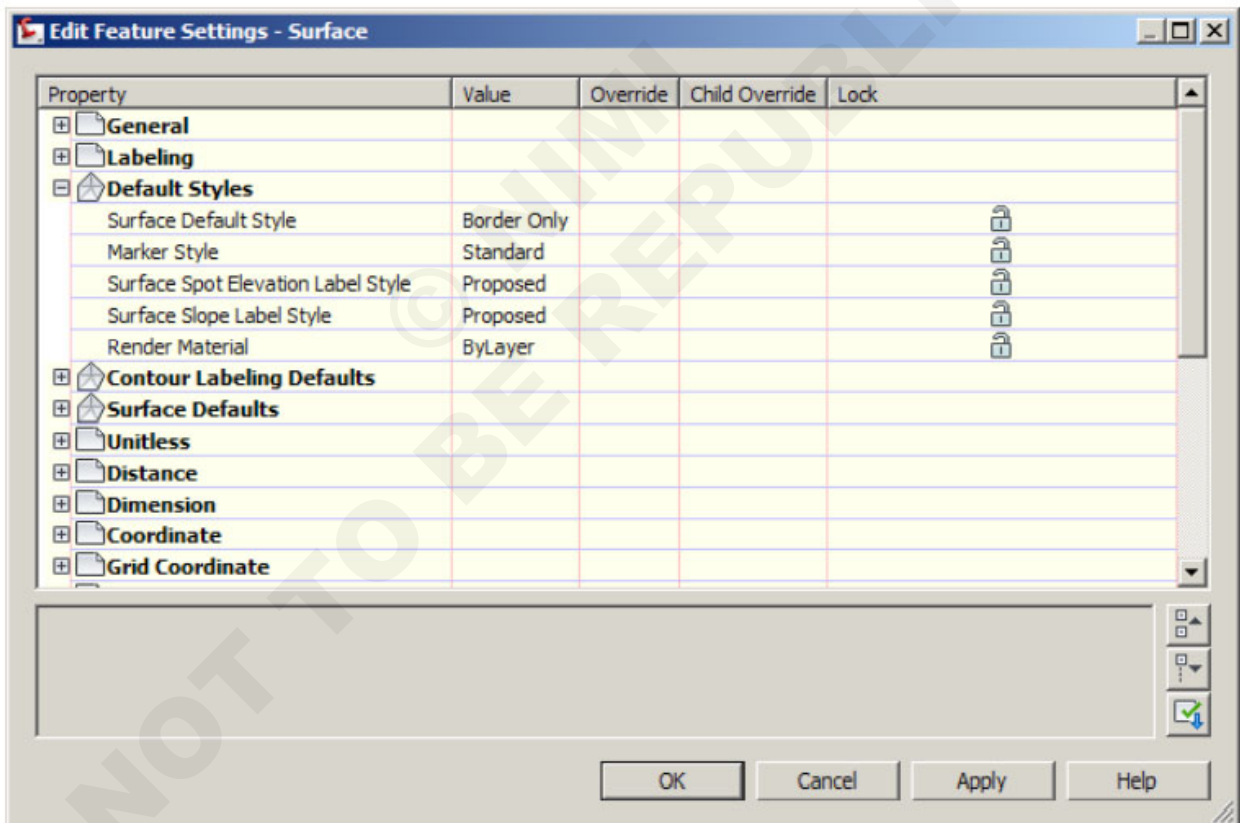 Edit Feature Settings - Surface
Property Value Override Child Override Lock
General
Labeling
Default Styles
Surface Default Style Border Only
Marker Style Standard
Surface Spot Elevation Label Style Proposed
Surface Slope Label Style Proposed
Render Material ByLayer
Contour Labeling Defaults
Surface Defaults
Unitless
Distance
Dimension
Coordinate
Grid Coordinate
OK Cancel Apply Help
© NIMI
NOT TO BE REPUBLI